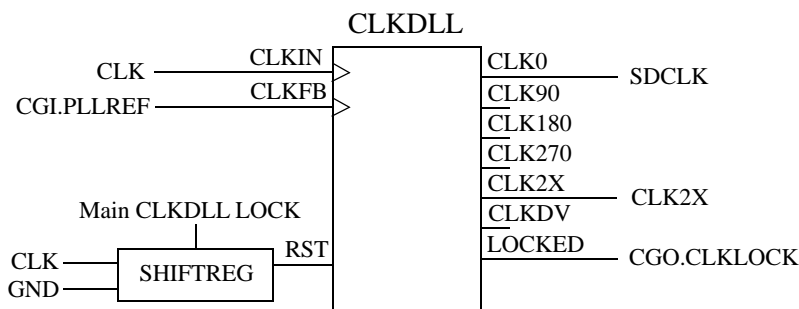 CLKDLL
CLK
CLKIN
CLK0
SDCLK
CGI.PLLREF
CLKFB
CLK90
CLK180
CLK270
CLK2X
CLK2X
Main CLKDLL LOCK
CLKDV
CLK
GND
SHIFTREG
RST
LOCKED
CGO.CLKLOCK